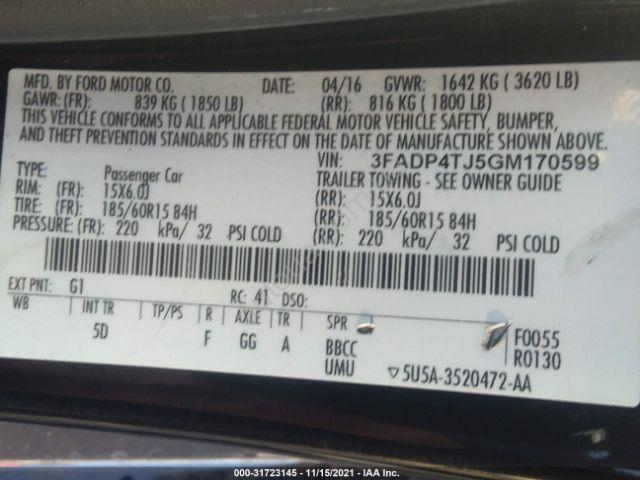 MFD. BY FORD MOTOR CO. DATE: 04/16 GVWR: 1642 KG ( 3620 LB)
GAWR: (FR): 839 KG ( 1850 LB) (RR): 816 KG ( 1800 LB)
THIS VEHICLE CONFORMS TO ALL APPLICABLE FEDERAL MOTOR VEHICLE SAFETY, BUMPER,
AND THEFT PREVENTION STANDARDS IN EFFECT ON THE DATE OF MANUFACTURE SHOWN ABOVE.
VIN: 3FADP4TJ5GM170599
TYPE: Passenger Car TRAILER TOWING - SEE OWNER GUIDE
RIM: (FR): 15X6.0J (RR): 15X6.0J
TIRE: (FR): 185/60R15 84H (RR): 185/60R15 84H
PRESSURE: (FR): 220 kPa/ 32 PSI COLD (RR): 220 kPa/ 32 PSI COLD
EXT PNT: G1 RC: 41 DSO:
WB INT TR TP/PS R AXLE TR SPR F0055
5D F GG A BBCC R0130
UMU ▽5U5A-3520472-AA
000-31723145 - 11/15/2021 - IAA Inc.